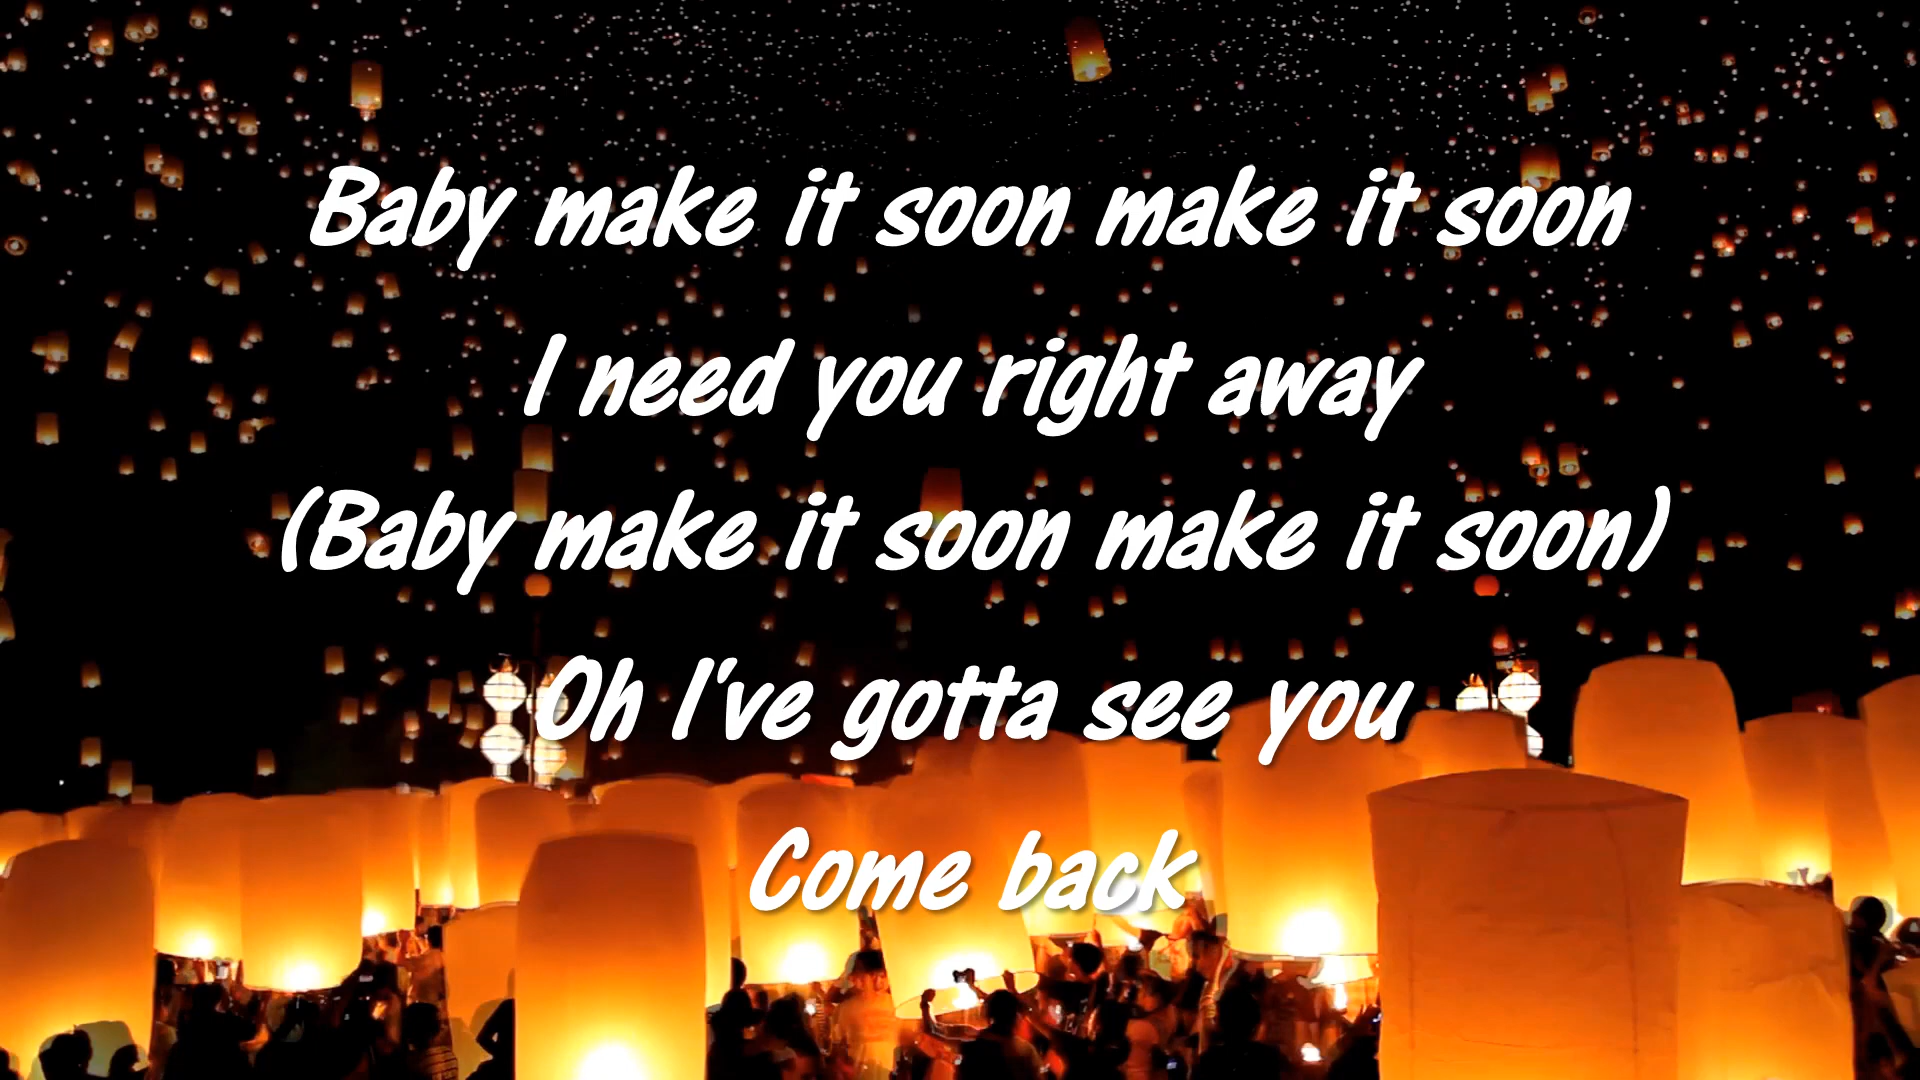 Baby make it soon make it soon
I need you right away
(Baby make it soon make it soon)
Oh I've gotta see you
Come back